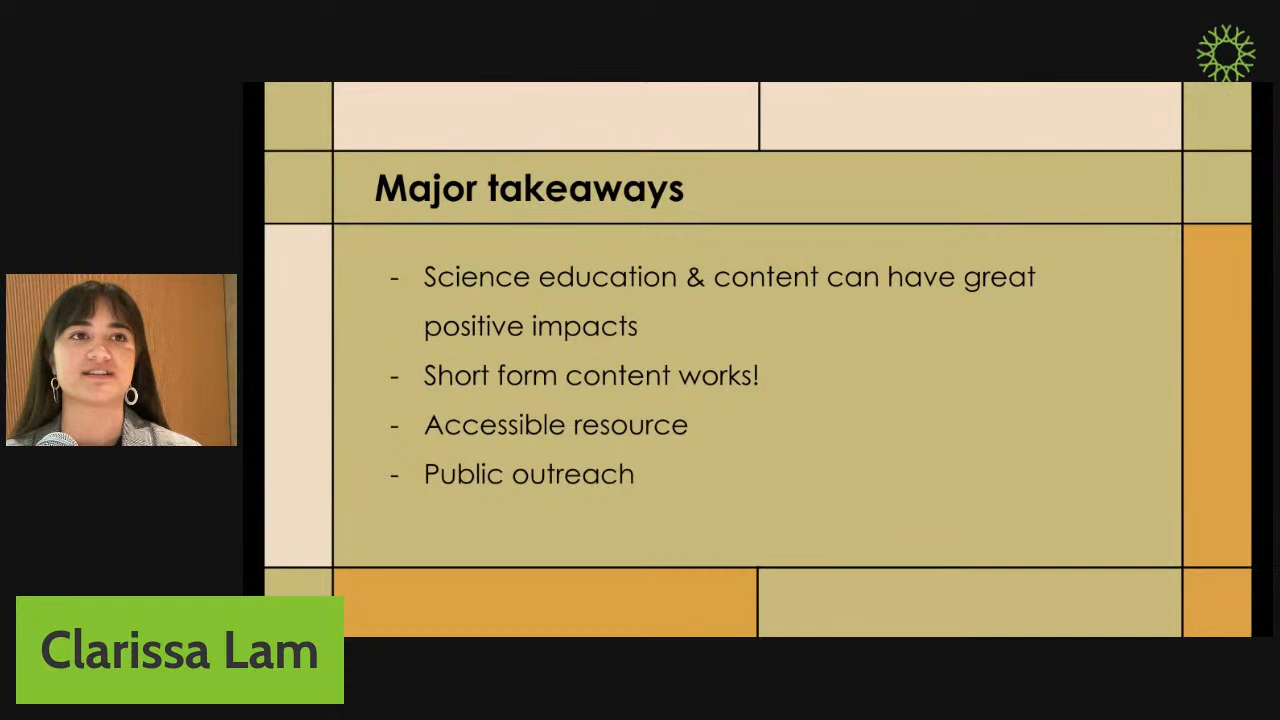 Major takeaways
- Science education & content can have great
positive impacts
- Short form content works!
- Accessible resource
- Public outreach
Clarissa Lam